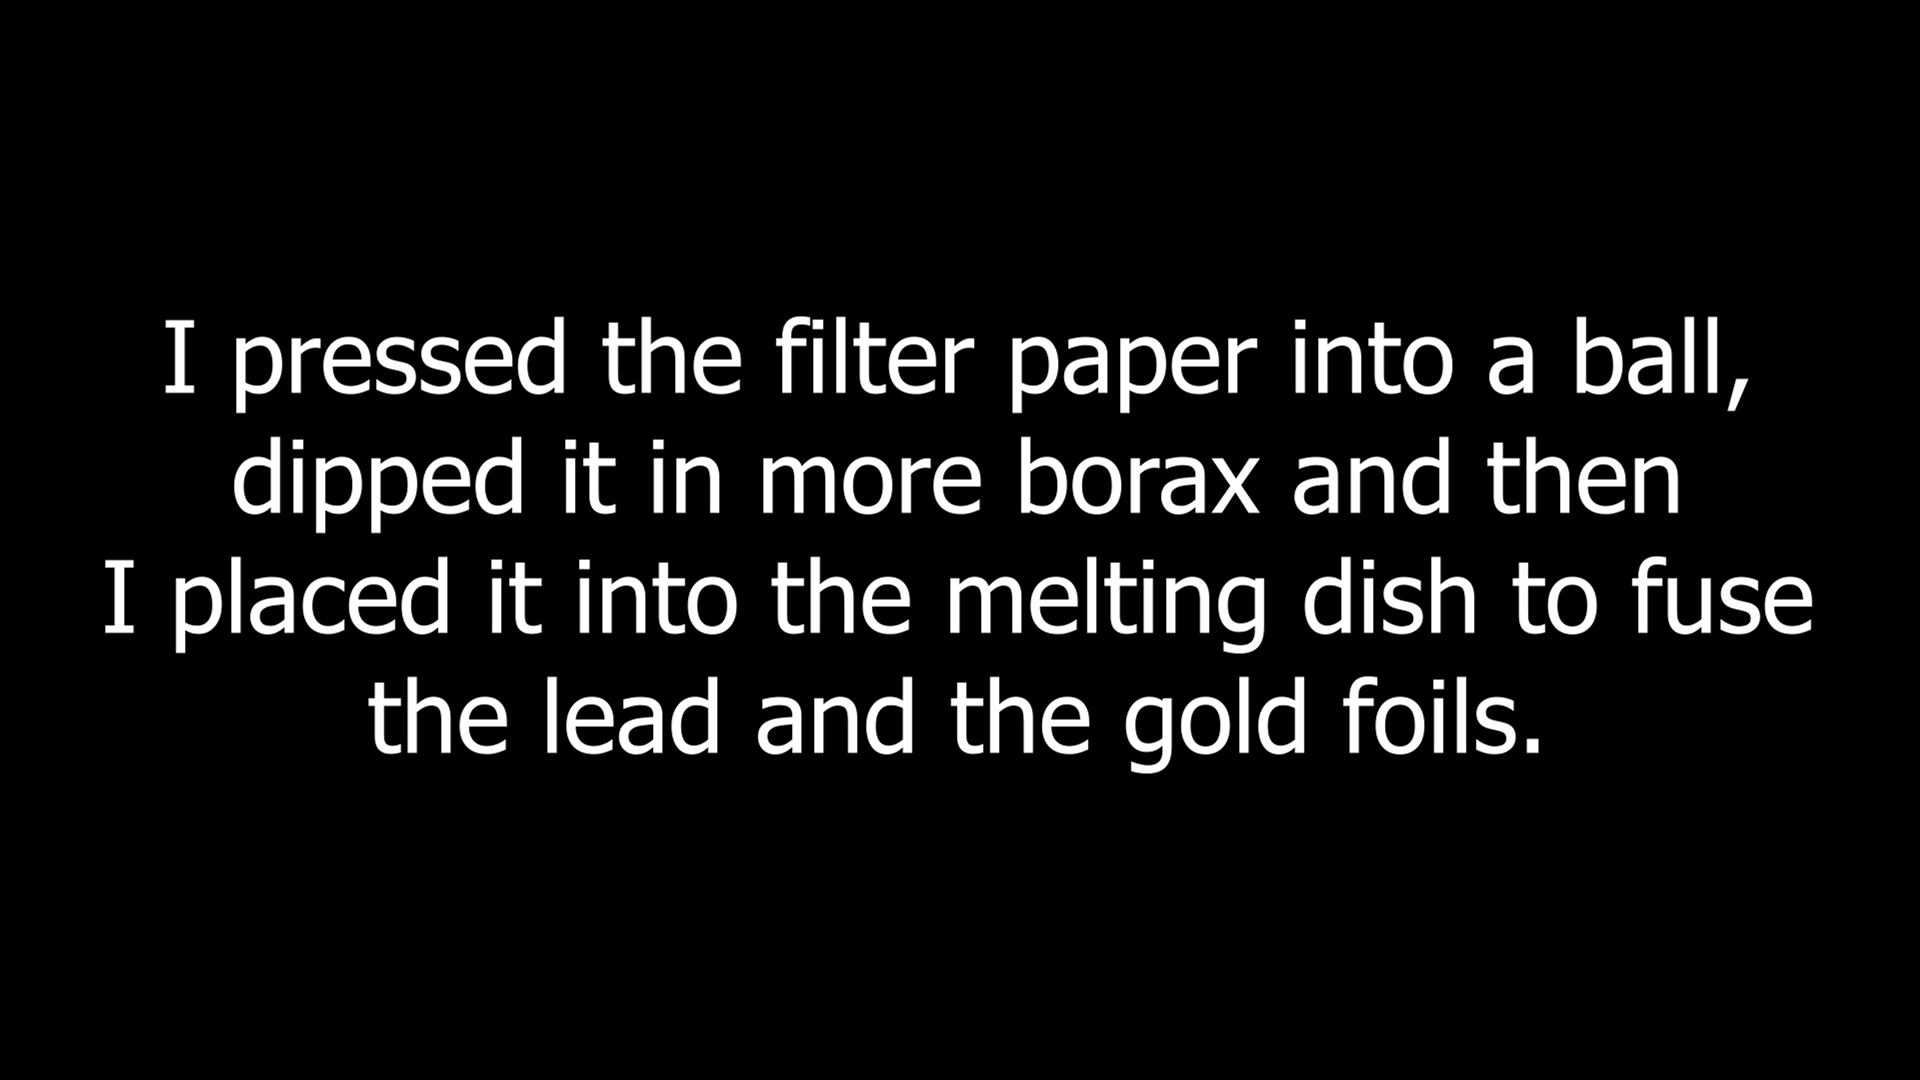 I pressed the filter paper into a ball,
dipped it in more borax and then
I placed it into the melting dish to fuse
the lead and the gold foils.